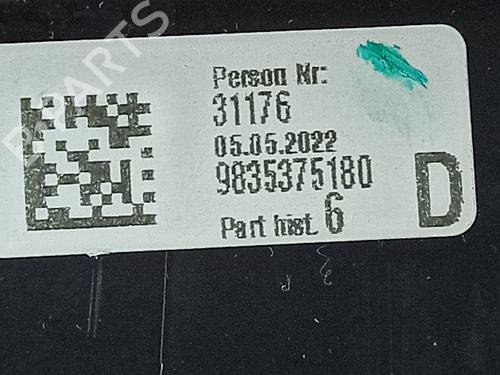 Person Nr:
31176
05.05.2022
9835375180
Part hist. 6
D